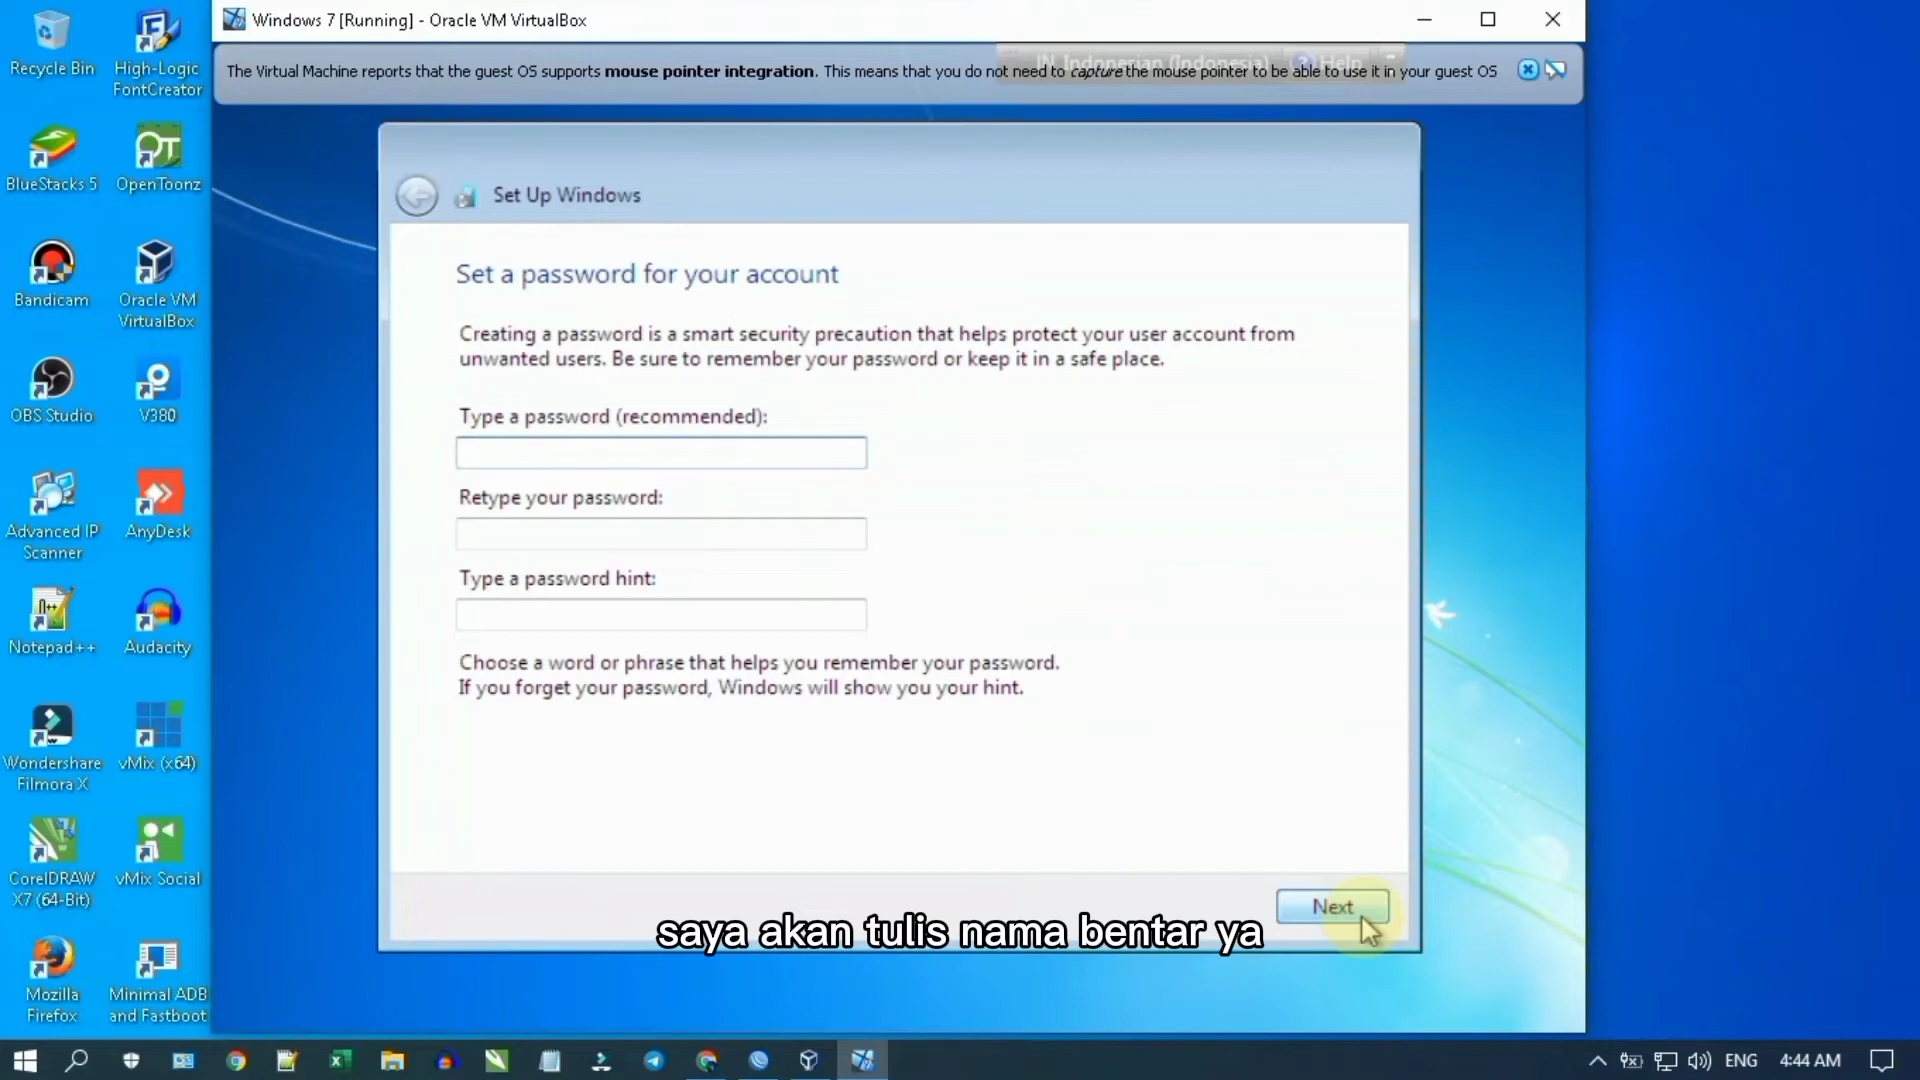 Windows 7 [Running] - Oracle VM VirtualBox
The Virtual Machine reports that the guest OS supports mouse pointer integration. This means that you do not need to capture the mouse pointer to be able to use it in your guest OS
IN Indonesian (Indonesia)
Help
Recycle Bin
High-Logic
FontCreator
BlueStacks 5
OpenToonz
Bandicam
Oracle VM
VirtualBox
OBS Studio
V380
Advanced IP
Scanner
AnyDesk
Notepad++
Audacity
Wondershare
Filmora X
vMix (x64)
CorelDRAW
X7 (64-Bit)
vMix Social
Mozilla
Firefox
Minimal ADB
and Fastboot
Set Up Windows
Set a password for your account
Creating a password is a smart security precaution that helps protect your user account from
unwanted users. Be sure to remember your password or keep it in a safe place.
Type a password (recommended):
Retype your password:
Type a password hint:
Choose a word or phrase that helps you remember your password.
If you forget your password, Windows will show you your hint.
Next
saya akan tulis nama bentar ya
ENG
4:44 AM